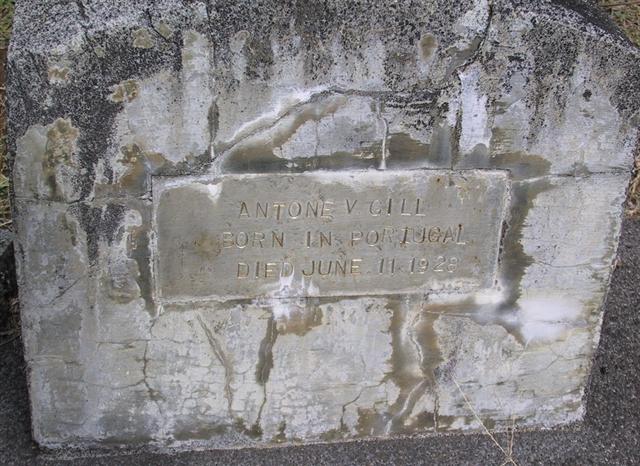 ANTONE V GILL
BORN IN PORTUGAL
DIED JUNE 11.1928